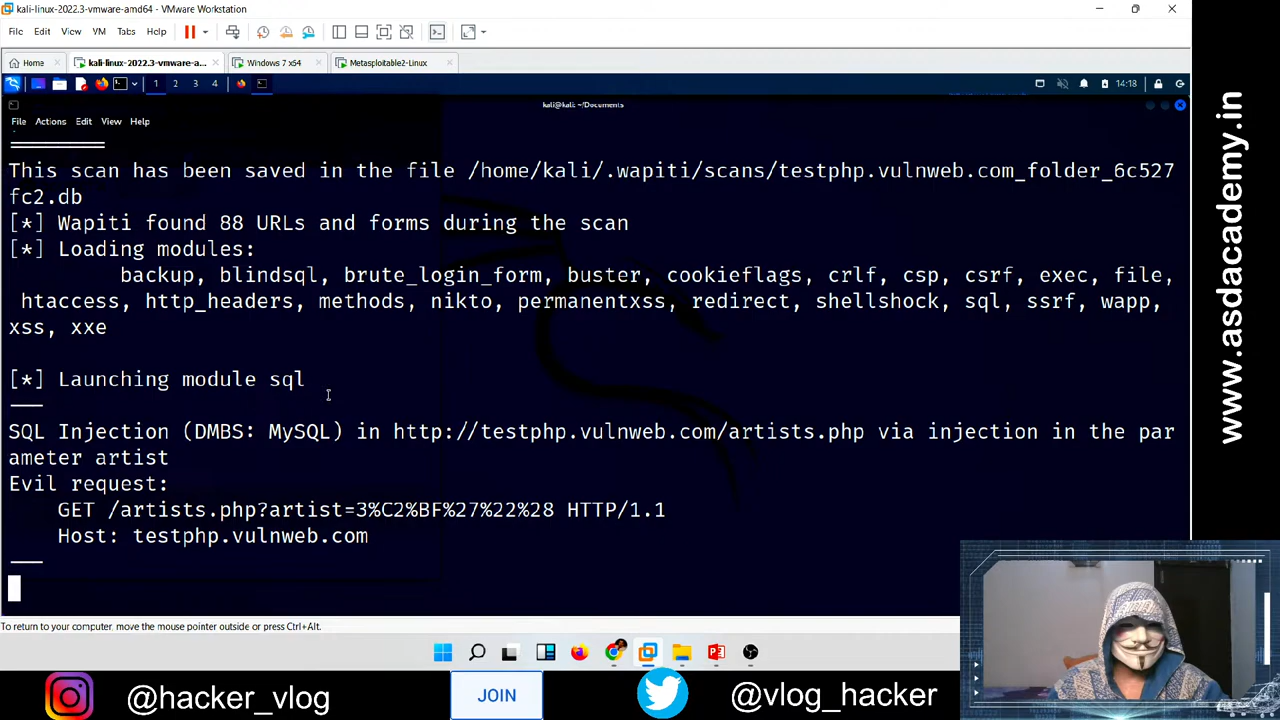 kali-linux-2022.3-vmware-amd64 - VMware Workstation
File Edit View VM Tabs Help
Home kali-linux-2022.3-vmware-a... Windows 7 x64 Metasploitable2-Linux
1 2 3 4 14:18
kali@kali: ~/Documents
File Actions Edit View Help
This scan has been saved in the file /home/kali/.wapiti/scans/testphp.vulnweb.com_folder_6c527
fc2.db
[*] Wapiti found 88 URLs and forms during the scan
[*] Loading modules:
backup, blindsql, brute_login_form, buster, cookieflags, crlf, csp, csrf, exec, file,
htaccess, http_headers, methods, nikto, permanentxss, redirect, shellshock, sql, ssrf, wapp,
xss, xxe
[*] Launching module sql
SQL Injection (DMBS: MySQL) in http://testphp.vulnweb.com/artists.php via injection in the par
ameter artist
Evil request:
GET /artists.php?artist=3%C2%BF%27%22%28 HTTP/1.1
Host: testphp.vulnweb.com
To return to your computer, move the mouse pointer outside or press Ctrl+Alt.
@hacker_vlog JOIN @vlog_hacker
www.asdacademy.in